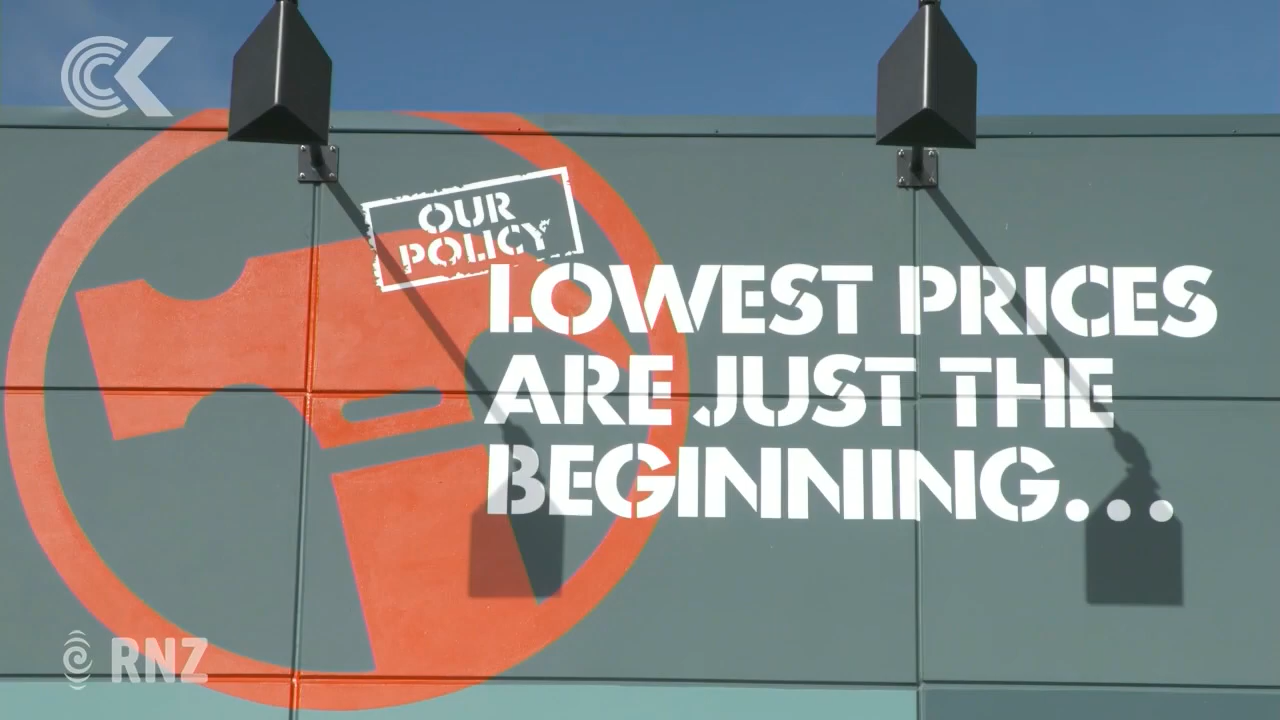 OUR
POLICY
LOWEST PRICES
ARE JUST THE
BEGINNING...
RNZ